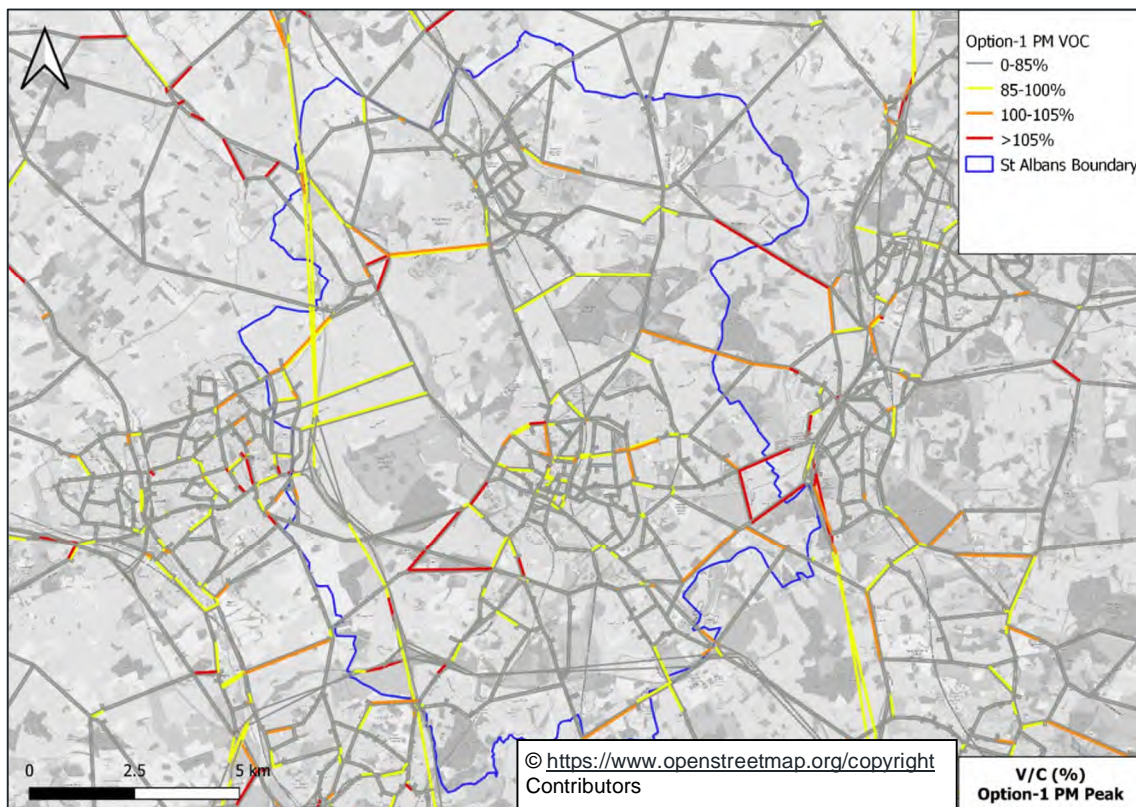 Option-1 PM VOC
0-85%
85-100%
100-105%
>105%
St Albans Boundary
0 2.5 5 km
© https://www.openstreetmap.org/copyright
Contributors
V/C (%)
Option-1 PM Peak